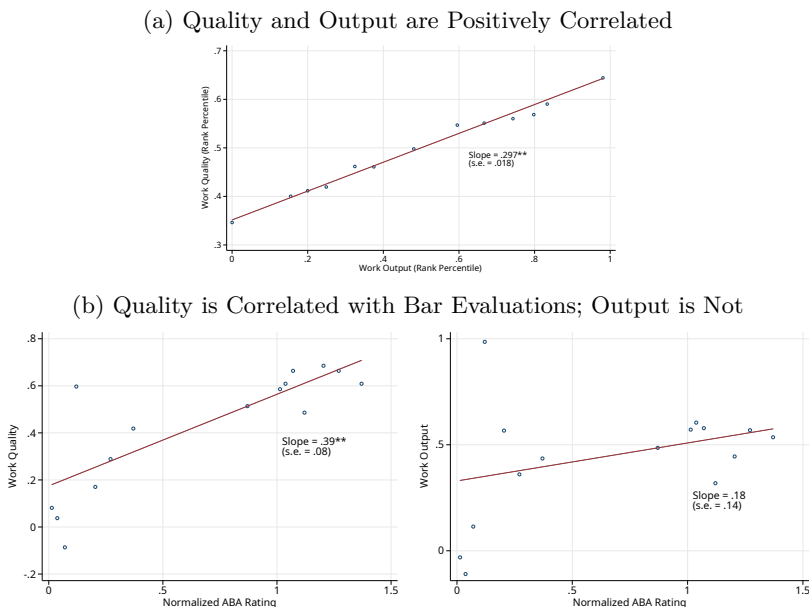 (a) Quality and Output are Positively Correlated
.7
.6
.5
.4
.3
Work Quality (Rank Percentile)
Slope = .297**
(s.e. = .018)
0 .2 .4 .6 .8 1
Work Output (Rank Percentile)
(b) Quality is Correlated with Bar Evaluations; Output is Not
.8
.6
.4
.2
0
-.2
Work Quality
Slope = .39**
(s.e. = .08)
0 .5 1 1.5
Normalized ABA Rating
1
.5
0
Work Output
Slope = .18
(s.e. = .14)
0 .5 1 1.5
Normalized ABA Rating